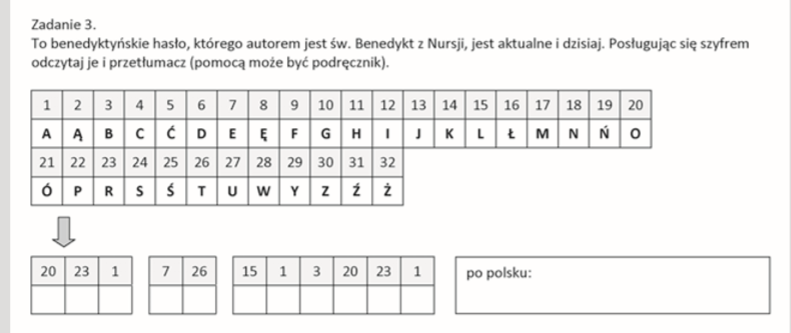 Zadanie 3.
To benedyktyńskie hasło, którego autorem jest św. Benedykt z Nursji, jest aktualne i dzisiaj. Posługując się szyfrem
odczytaj je i przetłumacz (pomocą może być podręcznik).
1 2 3 4 5 6 7 8 9 10 11 12 13 14 15 16 17 18 19 20
A Ą B C Ć D E Ę F G H I J K L Ł M N Ń O
21 22 23 24 25 26 27 28 29 30 31 32
Ó P R S Ś T U W Y Z Ź Ż
20 23 1 7 26 15 1 3 20 23 1 po polsku: